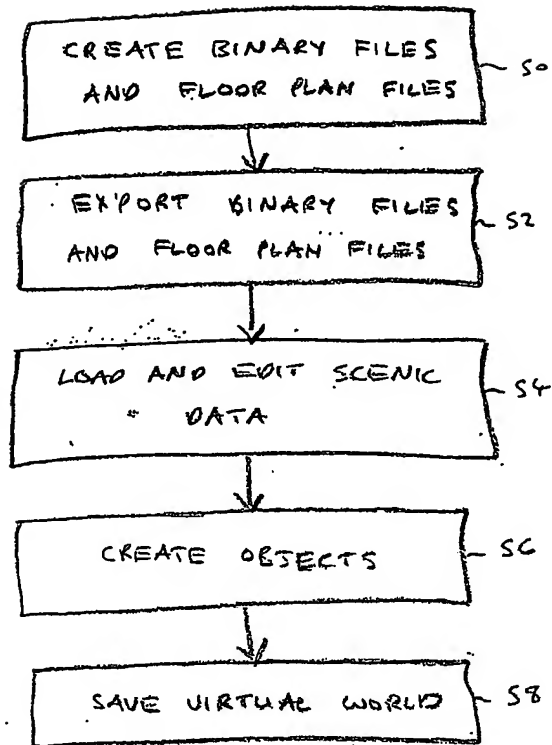 CREATE BINARY FILES
AND FLOOR PLAN FILES
S0
EXPORT BINARY FILES
AND FLOOR PLAN FILES
S2
LOAD AND EDIT SCENIC
DATA
S4
CREATE OBJECTS
S6
SAVE VIRTUAL WORLD
S8